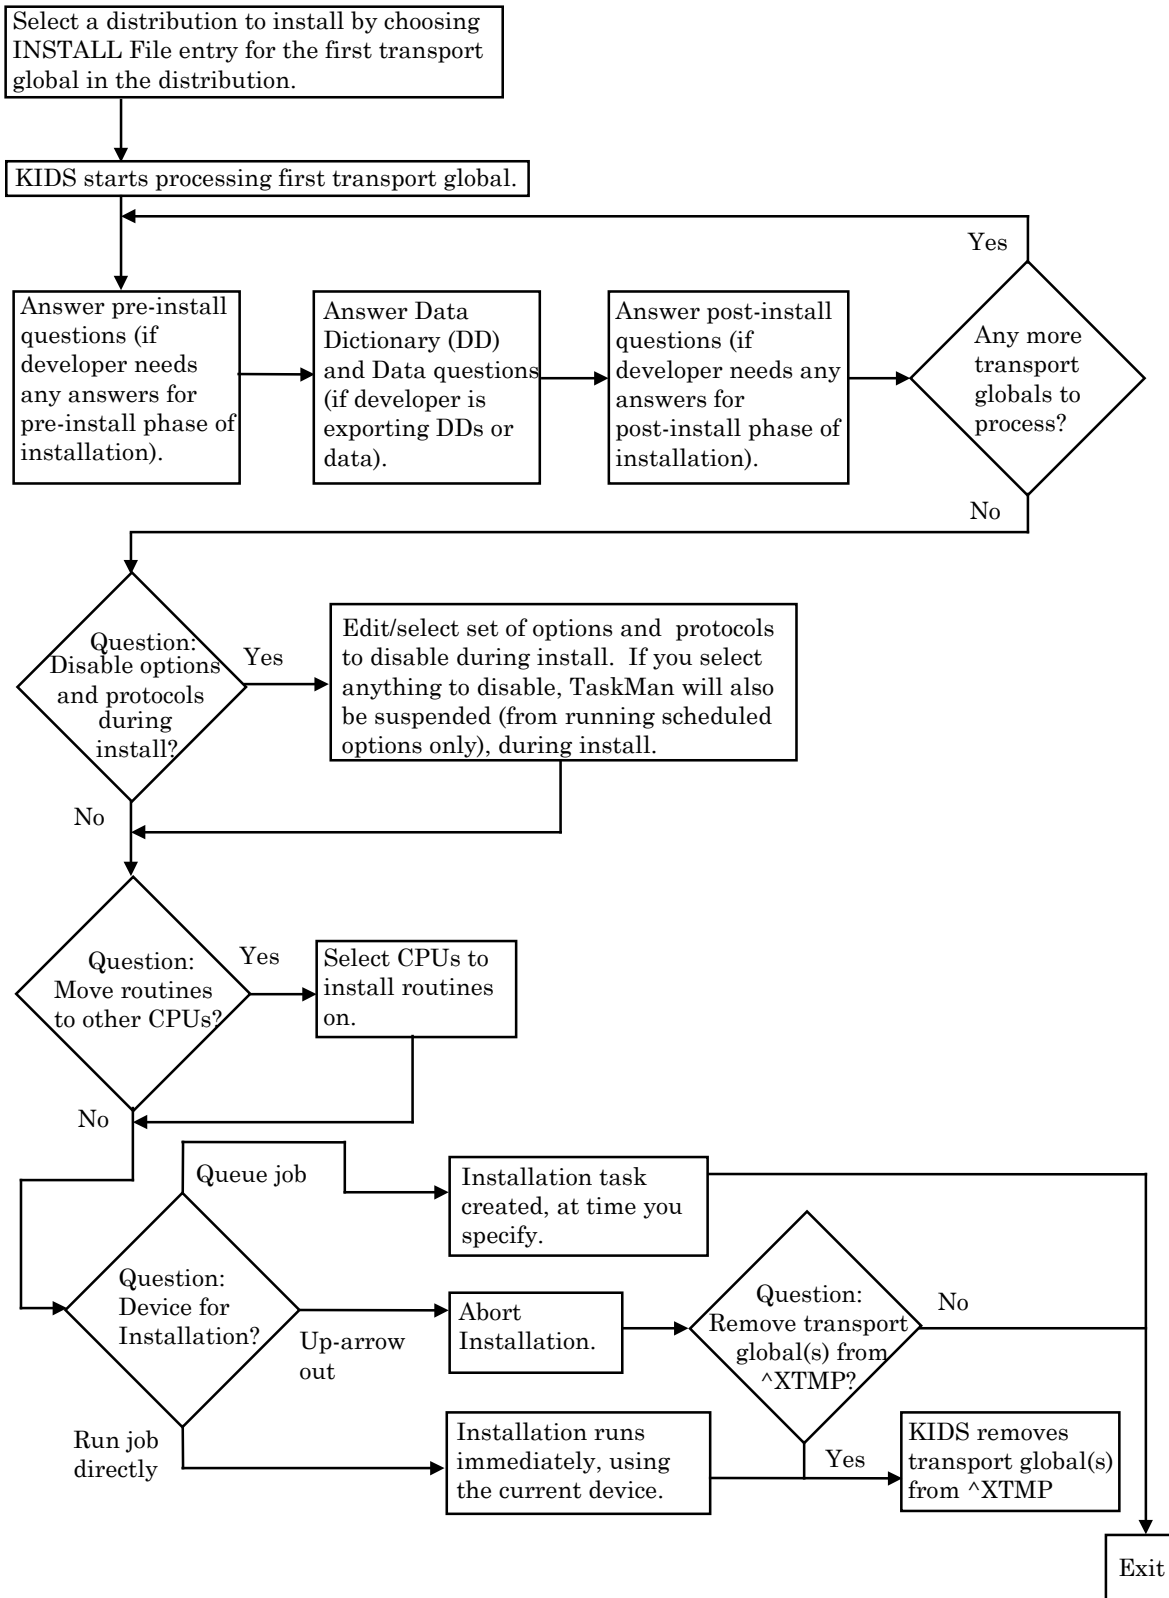 Select a distribution to install by choosing
INSTALL File entry for the first transport
global in the distribution.
KIDS starts processing first transport global.
Yes
Answer pre-install
questions (if
developer needs
any answers for
pre-install phase of
installation).
Answer Data
Dictionary (DD)
and Data questions
(if developer is
exporting DDs or
data).
Answer post-install
questions (if
developer needs any
answers for
post-install phase of
installation).
Any more
transport
globals to
process?
No
Question:
Disable options
and protocols
during
install?
Yes
Edit/select set of options and  protocols
to disable during install.  If you select
anything to disable, TaskMan will also
be suspended (from running scheduled
options only), during install.
No
Question:
Move routines
to other CPUs?
Yes
Select CPUs to
install routines
on.
No
Queue job
Installation task
created, at time you
specify.
Question:
Device for
Installation?
Up-arrow
out
Abort
Installation.
Question:
Remove transport
global(s) from
^XTMP?
No
Run job
directly
Installation runs
immediately, using
the current device.
Yes
KIDS removes
transport global(s)
from ^XTMP
Exit